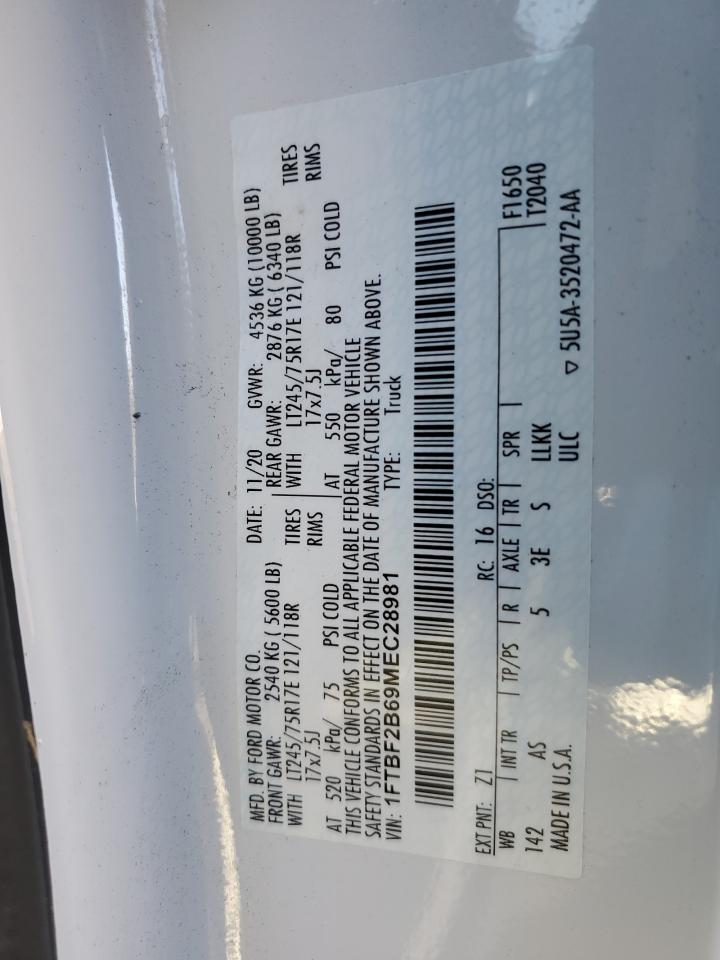 MFD. BY FORD MOTOR CO. DATE: 11/20 GVWR: 4536 KG (10000 LB)
FRONT GAWR: 2540 KG ( 5600 LB) REAR GAWR: 2876 KG ( 6340 LB)
WITH LT245/75R17E 121/118R TIRES WITH LT245/75R17E 121/118R TIRES
17x7.5J RIMS 17x7.5J RIMS
AT 520 kPa/ 75 PSI COLD AT 550 kPa/ 80 PSI COLD
THIS VEHICLE CONFORMS TO ALL APPLICABLE FEDERAL MOTOR VEHICLE
SAFETY STANDARDS IN EFFECT ON THE DATE OF MANUFACTURE SHOWN ABOVE.
VIN: 1FTBF2B69MEC28981 TYPE: Truck
EXT PNT: Z1 RC: 16 DSO:
WB INT TR TP/PS R AXLE TR SPR F1650
142 AS 5 3E S LLKK T2040
MADE IN U.S.A. ULC ▽ 5U5A-3520472-AA